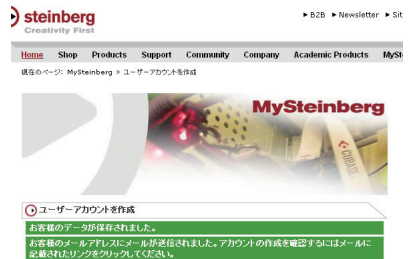 steinberg
Creativity First
▶ B2B ▶ Newsletter ▶ Sit
Home Shop Products Support Community Company Academic Products MySt
現在のページ: MySteinberg > ユーザーアカウントを作成
MySteinberg
CUBASE
ユーザーアカウントを作成
お客様のデータが保存されました。
お客様のメールアドレスにメールが送信されました。アカウントの作成を確認するにはメールに
記載されたリンクをクリックしてください。